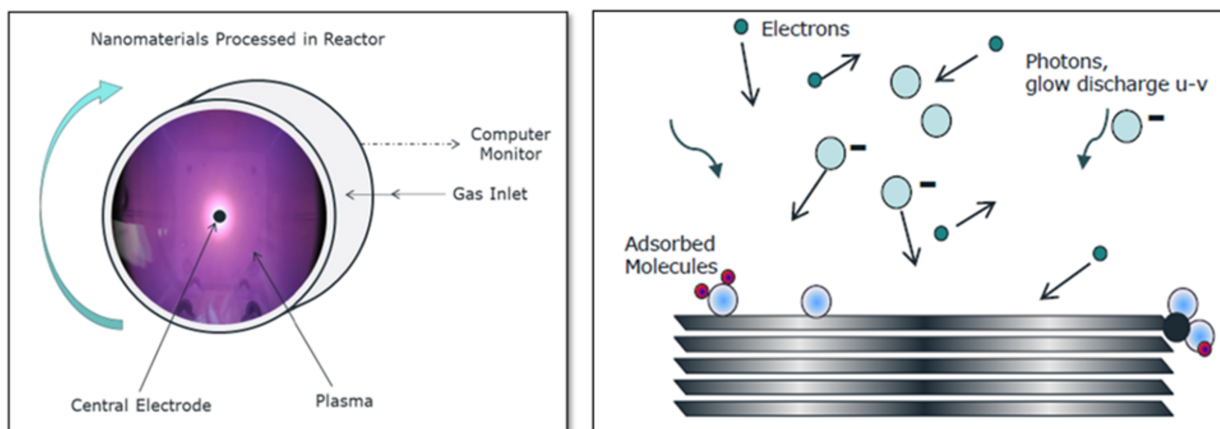 Nanomaterials Processed in Reactor
Computer
Monitor
Gas Inlet
Central Electrode
Plasma
Electrons
Photons,
glow discharge u-v
Adsorbed
Molecules